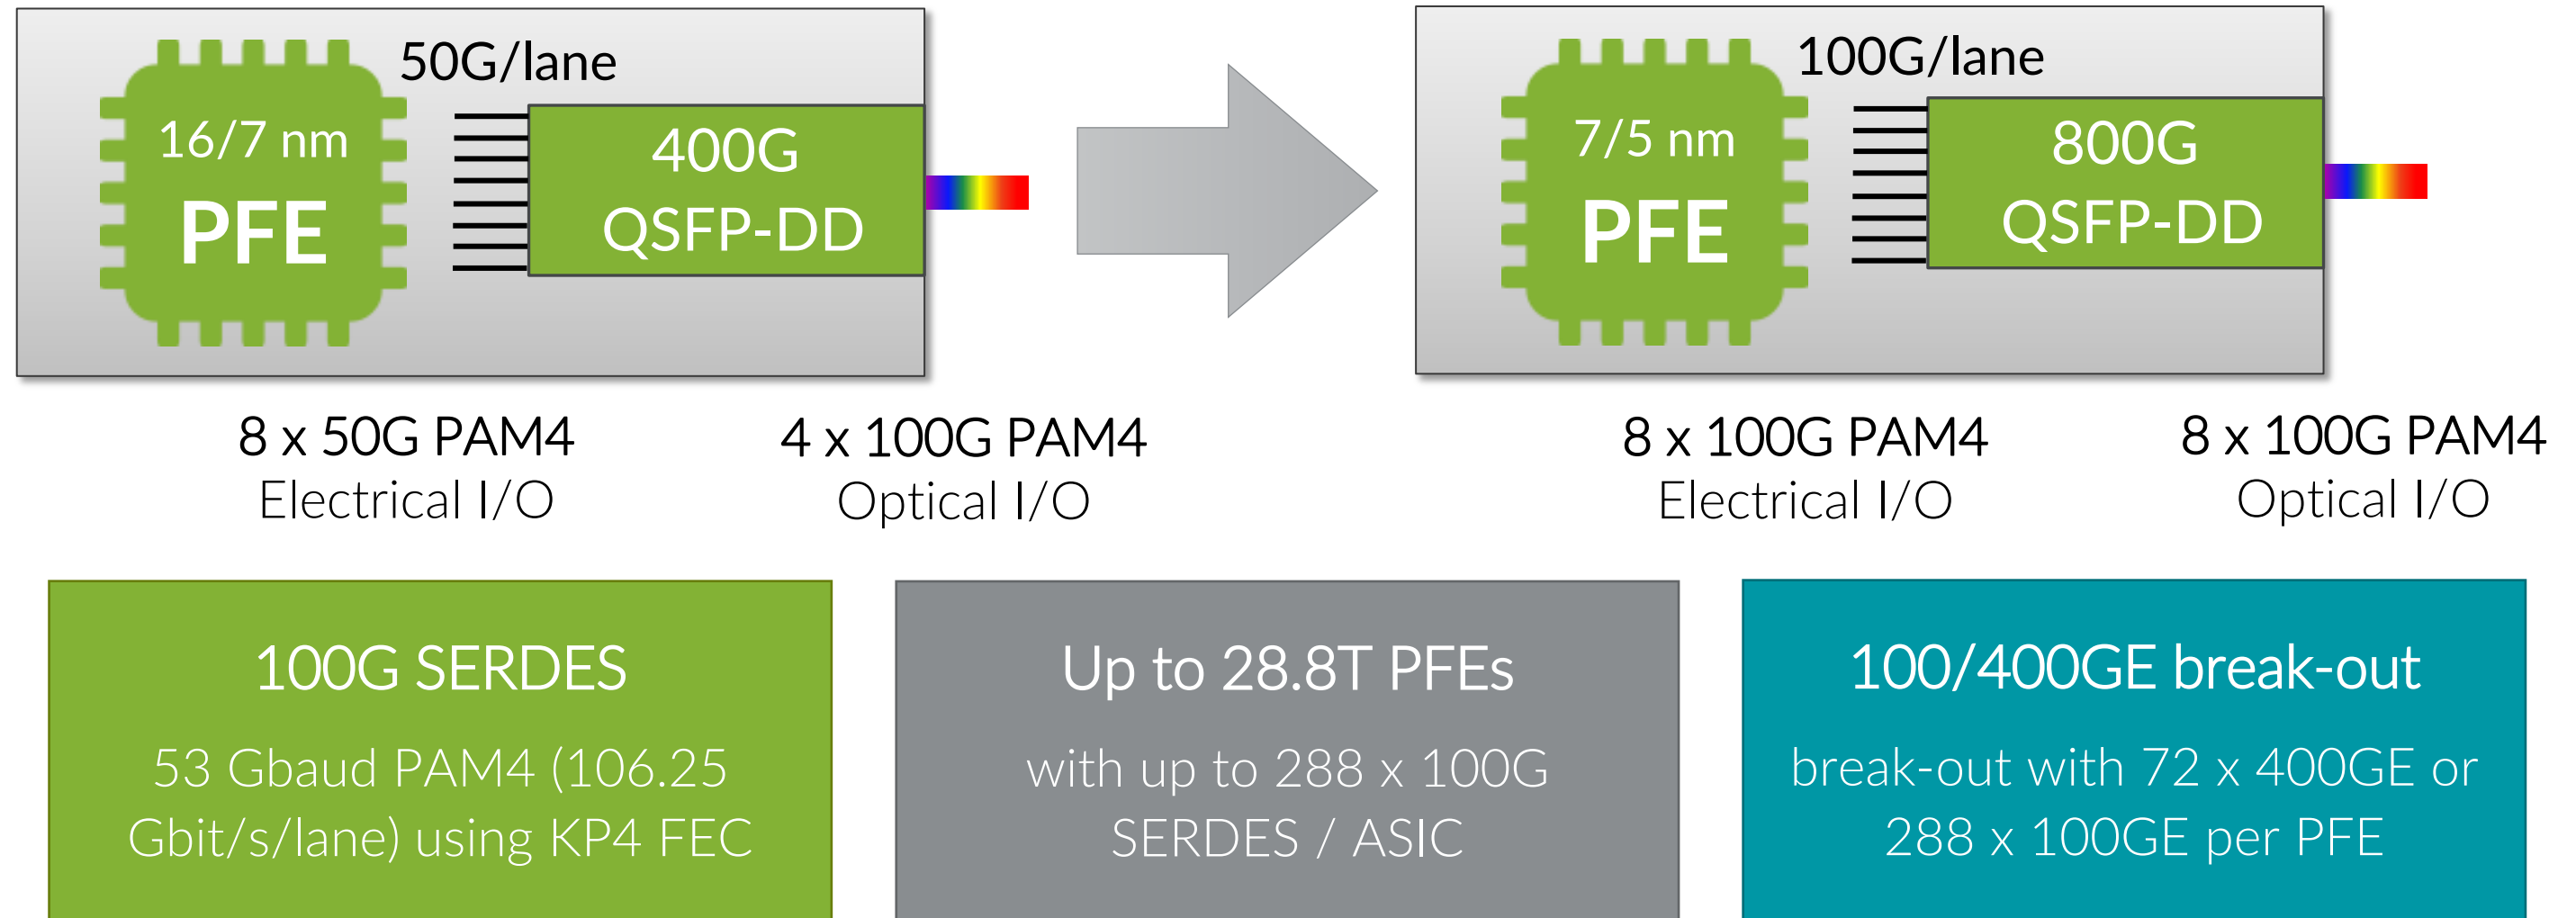 50G/lane
16/7 nm
PFE
400G
QSFP-DD
100G/lane
7/5 nm
PFE
800G
QSFP-DD
8 x 50G PAM4
Electrical I/O
4 x 100G PAM4
Optical I/O
8 x 100G PAM4
Electrical I/O
8 x 100G PAM4
Optical I/O
100G SERDES
53 Gbaud PAM4 (106.25
Gbit/s/lane) using KP4 FEC
Up to 28.8T PFEs
with up to 288 x 100G
SERDES / ASIC
100/400GE break-out
break-out with 72 x 400GE or
288 x 100GE per PFE